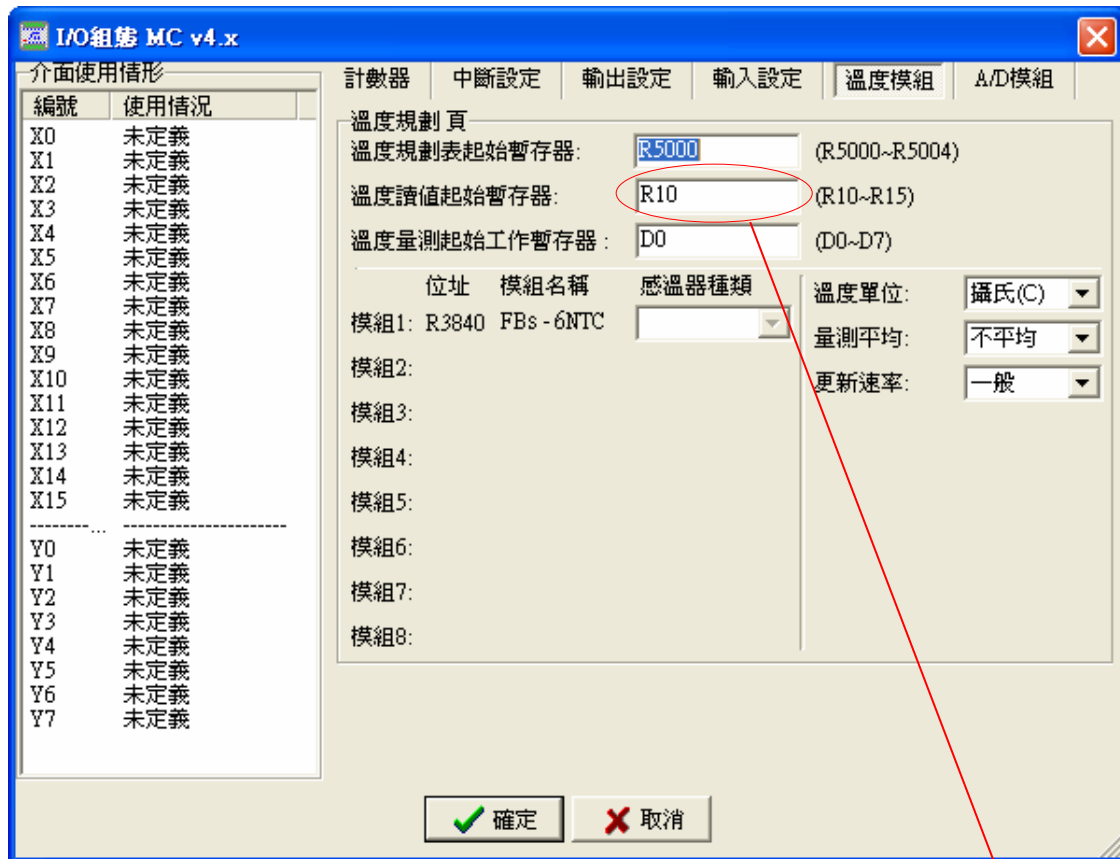 I/O組態 MC v4.x
介面使用情形
編號 使用情況
X0 未定義
X1 未定義
X2 未定義
X3 未定義
X4 未定義
X5 未定義
X6 未定義
X7 未定義
X8 未定義
X9 未定義
X10 未定義
X11 未定義
X12 未定義
X13 未定義
X14 未定義
X15 未定義
--------... ----------------------
Y0 未定義
Y1 未定義
Y2 未定義
Y3 未定義
Y4 未定義
Y5 未定義
Y6 未定義
Y7 未定義
計數器 中斷設定 輸出設定 輸入設定 溫度模組 A/D模組
溫度規劃頁
溫度規劃表起始暫存器: R5000 (R5000~R5004)
溫度讀值起始暫存器: R10 (R10~R15)
溫度量測起始工作暫存器 : D0 (D0~D7)
位址 模組名稱 感溫器種類
模組1: R3840 FBs-6NTC
模組2:
模組3:
模組4:
模組5:
模組6:
模組7:
模組8:
溫度單位: 攝氏(C)
量測平均: 不平均
更新速率: 一般
確定 取消